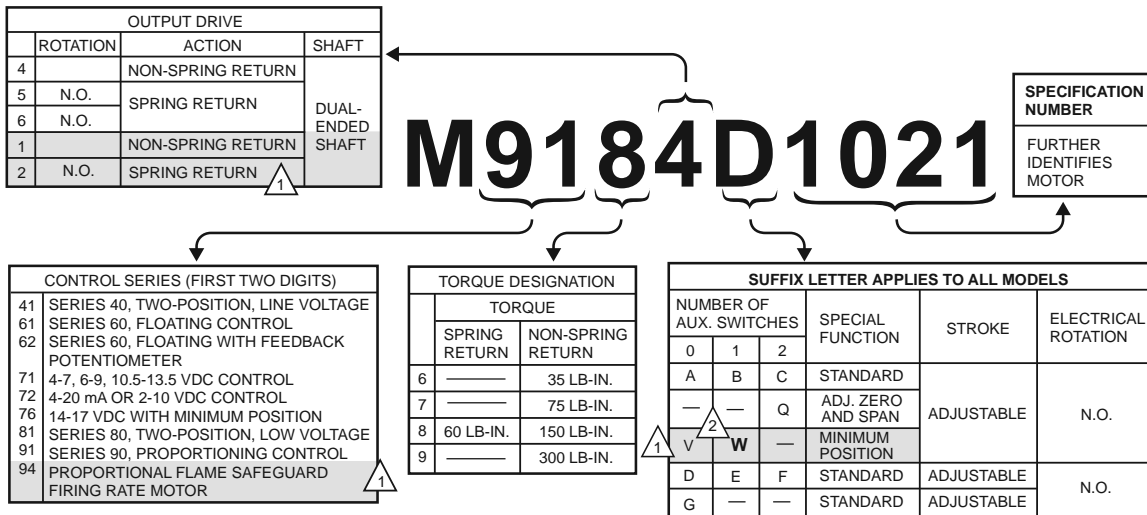 OUTPUT DRIVE
ROTATION ACTION SHAFT
4 NON-SPRING RETURN
5 N.O. SPRING RETURN
6 N.O.
DUAL-ENDED SHAFT
1 NON-SPRING RETURN
2 N.O. SPRING RETURN 1
M9184D1021
SPECIFICATION
NUMBER
FURTHER
IDENTIFIES
MOTOR
CONTROL SERIES (FIRST TWO DIGITS)
41 SERIES 40, TWO-POSITION, LINE VOLTAGE
61 SERIES 60, FLOATING CONTROL
62 SERIES 60, FLOATING WITH FEEDBACK
POTENTIOMETER
71 4-7, 6-9, 10.5-13.5 VDC CONTROL
72 4-20 mA OR 2-10 VDC CONTROL
76 14-17 VDC WITH MINIMUM POSITION
81 SERIES 80, TWO-POSITION, LOW VOLTAGE
91 SERIES 90, PROPORTIONING CONTROL
94 PROPORTIONAL FLAME SAFEGUARD
FIRING RATE MOTOR 1
TORQUE DESIGNATION
TORQUE
SPRING RETURN NON-SPRING RETURN
6 — 35 LB-IN.
7 — 75 LB-IN.
8 60 LB-IN. 150 LB-IN.
9 — 300 LB-IN.
SUFFIX LETTER APPLIES TO ALL MODELS
NUMBER OF AUX. SWITCHES SPECIAL FUNCTION STROKE ELECTRICAL ROTATION
0 1 2
A B C STANDARD ADJUSTABLE N.O.
— — Q ADJ. ZERO AND SPAN
2
1 V W — MINIMUM POSITION
D E F STANDARD ADJUSTABLE N.O.
G — — STANDARD ADJUSTABLE